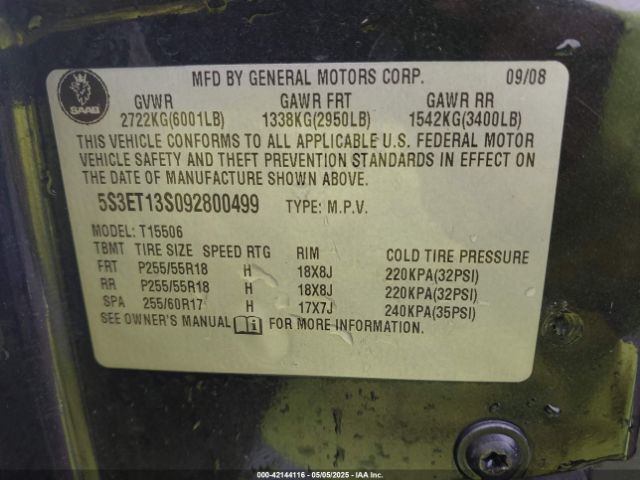 SAAB
MFD BY GENERAL MOTORS CORP. 09/08
GVWR GAWR FRT GAWR RR
2722KG(6001LB) 1338KG(2950LB) 1542KG(3400LB)
THIS VEHICLE CONFORMS TO ALL APPLICABLE U.S. FEDERAL MOTOR
VEHICLE SAFETY AND THEFT PREVENTION STANDARDS IN EFFECT ON
THE DATE OF MANUFACTURE SHOWN ABOVE.
5S3ET13S092800499 TYPE: M.P.V.
MODEL: T15506
TBMT TIRE SIZE SPEED RTG RIM COLD TIRE PRESSURE
FRT P255/55R18 H 18X8J 220KPA(32PSI)
RR P255/55R18 H 18X8J 220KPA(32PSI)
SPA 255/60R17 H 17X7J 240KPA(35PSI)
SEE OWNER'S MANUAL i FOR MORE INFORMATION.
000-42144116 - 05/05/2025 - IAAI.com